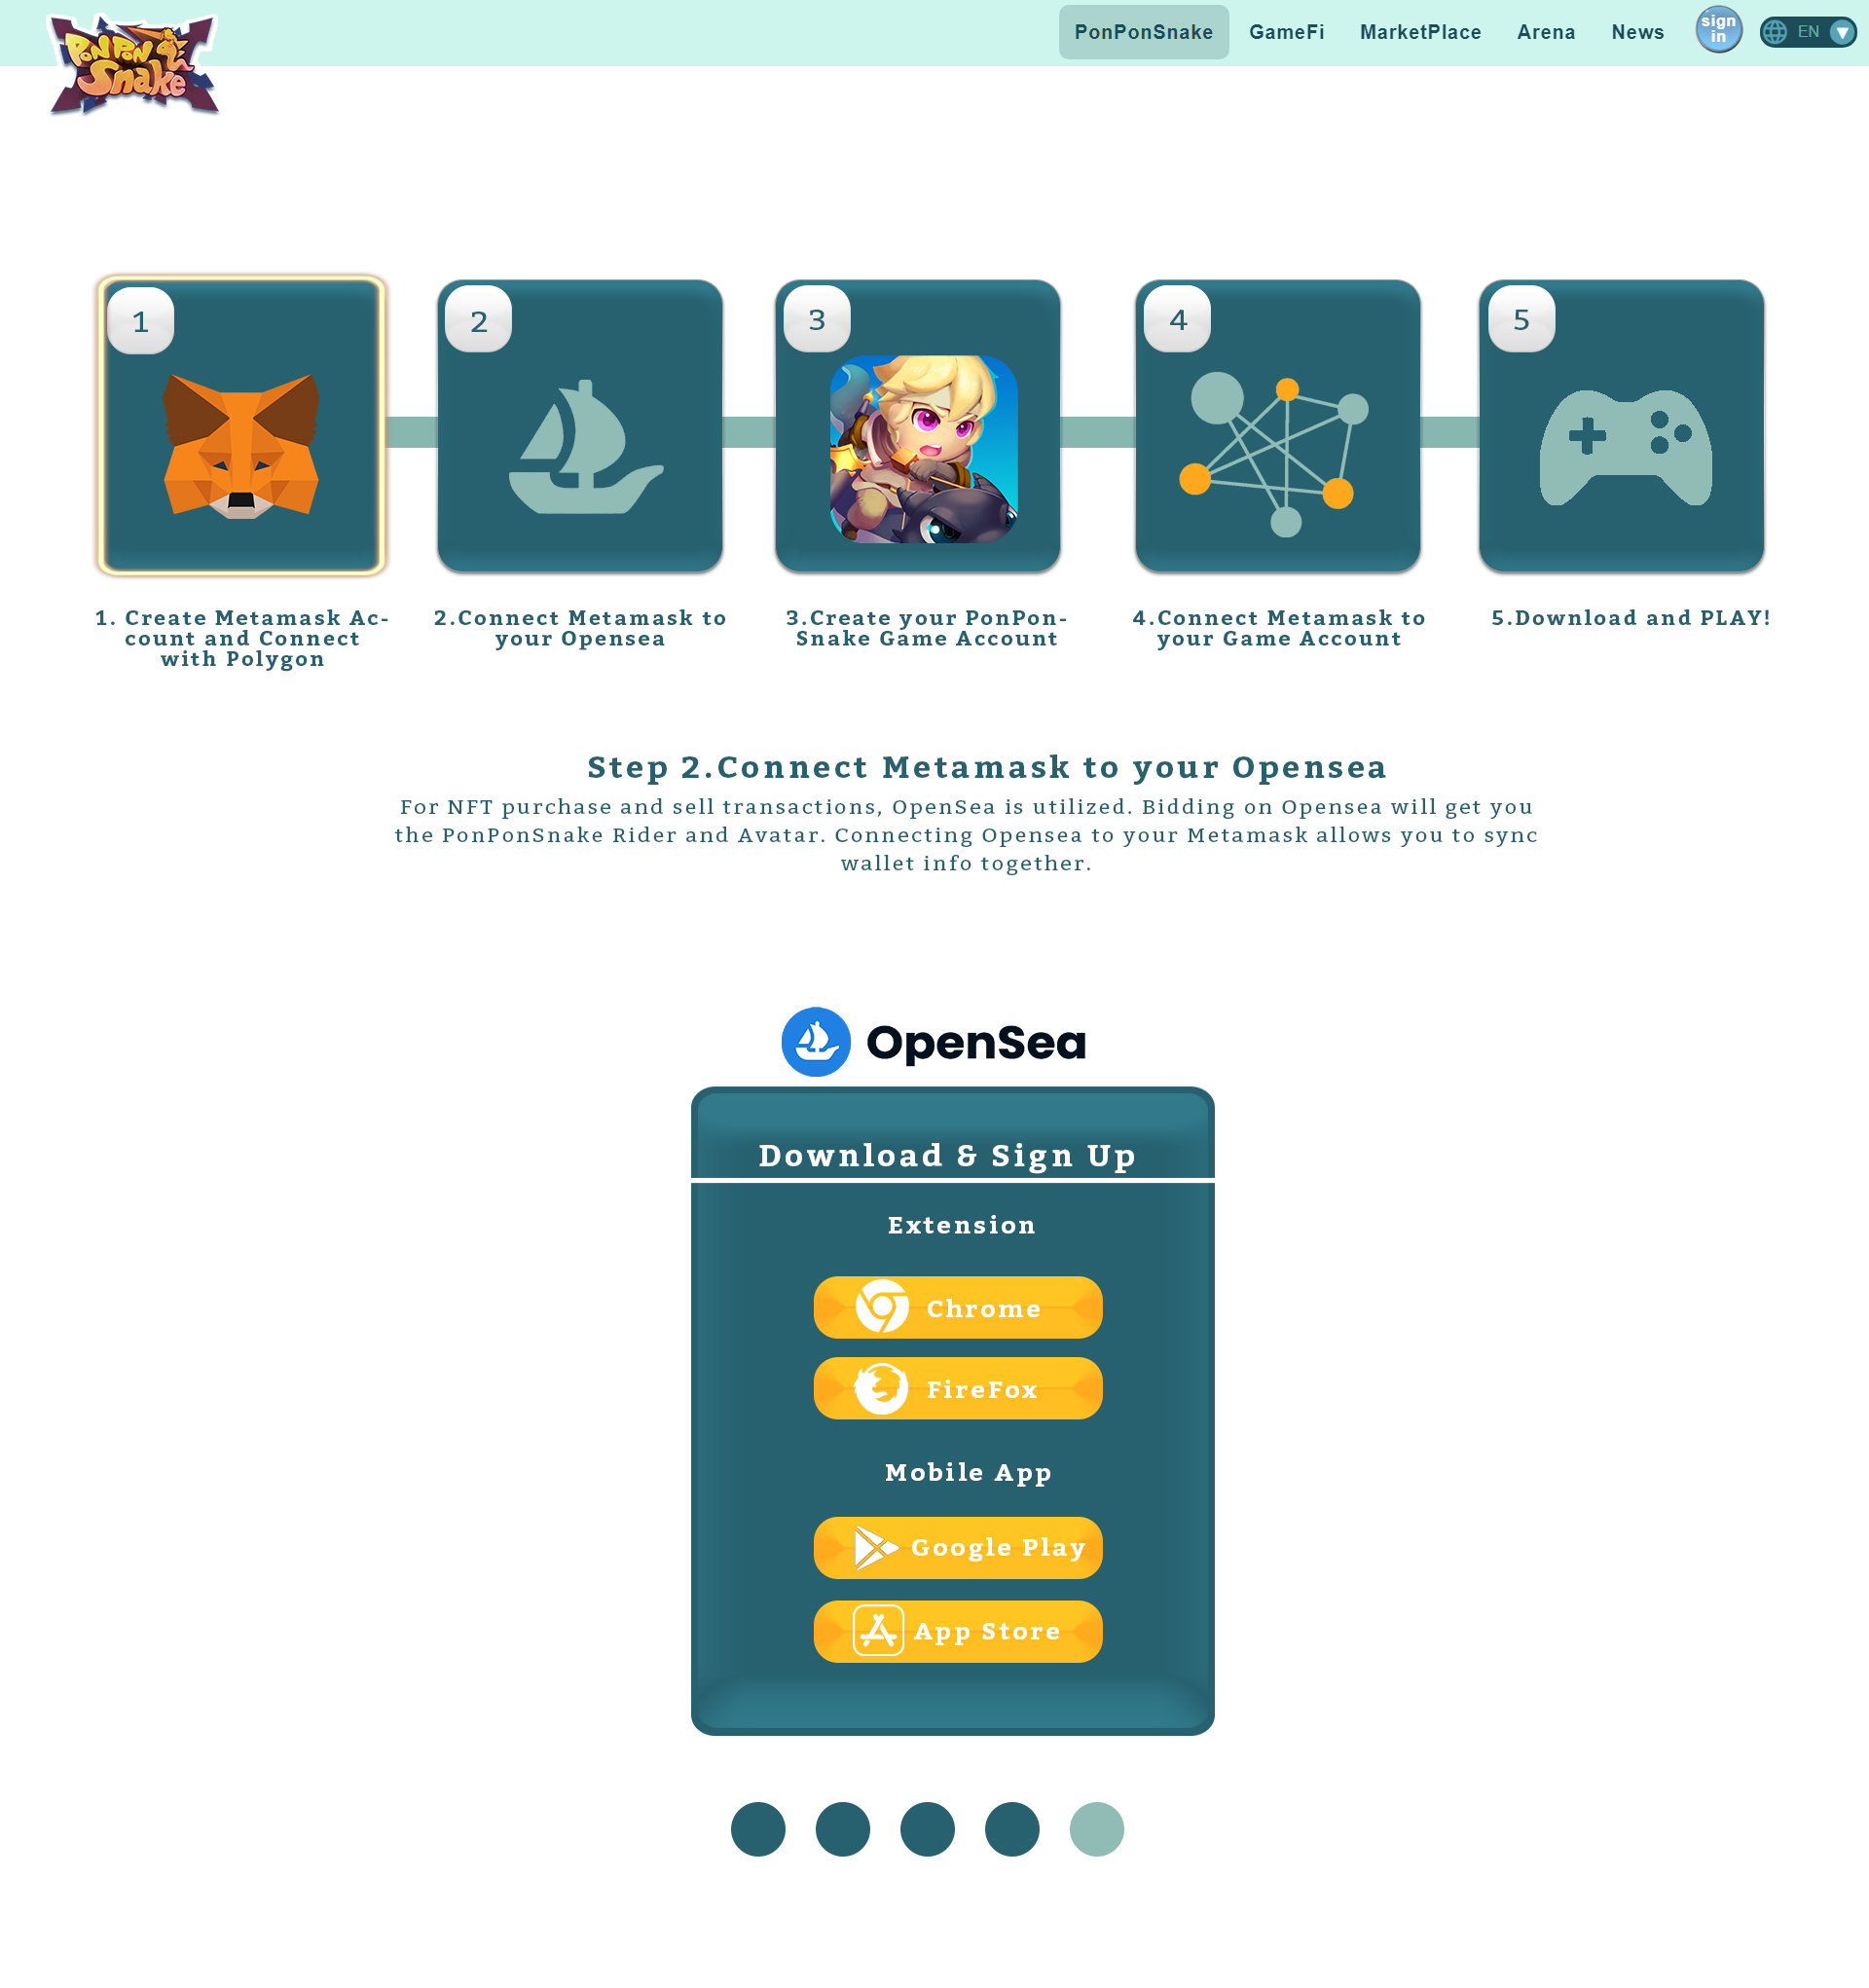 PonPon
Snake
PonPonSnake
GameFi
MarketPlace
Arena
News
sign
in
EN
1
2
3
4
5
1. Create Metamask Ac-
count and Connect
with Polygon
2.Connect Metamask to
your Opensea
3.Create your PonPon-
Snake Game Account
4.Connect Metamask to
your Game Account
5.Download and PLAY!
Step 2.Connect Metamask to your Opensea
For NFT purchase and sell transactions, OpenSea is utilized. Bidding on Opensea will get you
the PonPonSnake Rider and Avatar. Connecting Opensea to your Metamask allows you to sync
wallet info together.
OpenSea
Download & Sign Up
Extension
Chrome
FireFox
Mobile App
Google Play
App Store